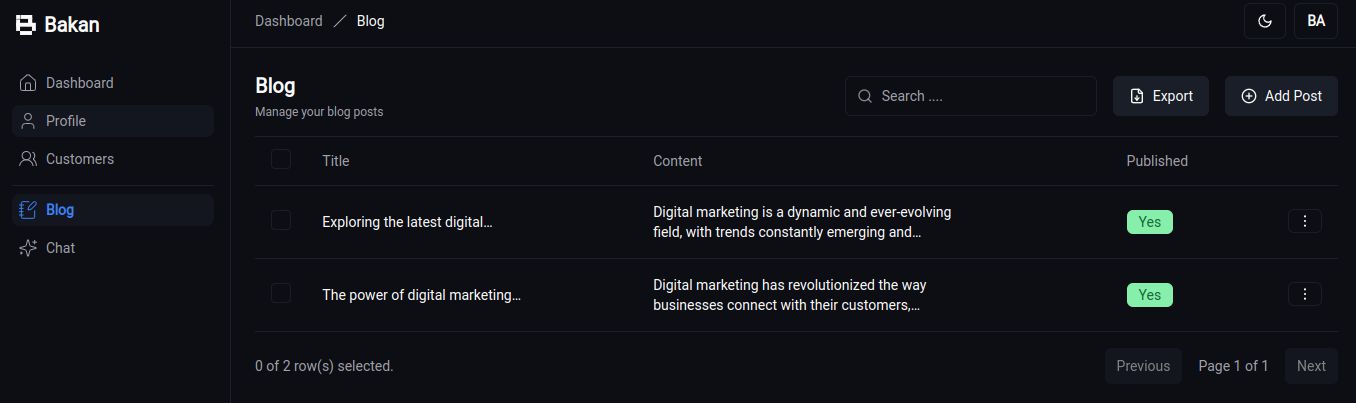 Bakan
Dashboard
Profile
Customers
Blog
Chat
Dashboard / Blog
BA
Blog
Manage your blog posts
Search ....
Export
Add Post
Title Content Published
Exploring the latest digital...
Digital marketing is a dynamic and ever-evolving
field, with trends constantly emerging and...
Yes
The power of digital marketing...
Digital marketing has revolutionized the way
businesses connect with their customers,...
Yes
0 of 2 row(s) selected.
Previous Page 1 of 1 Next